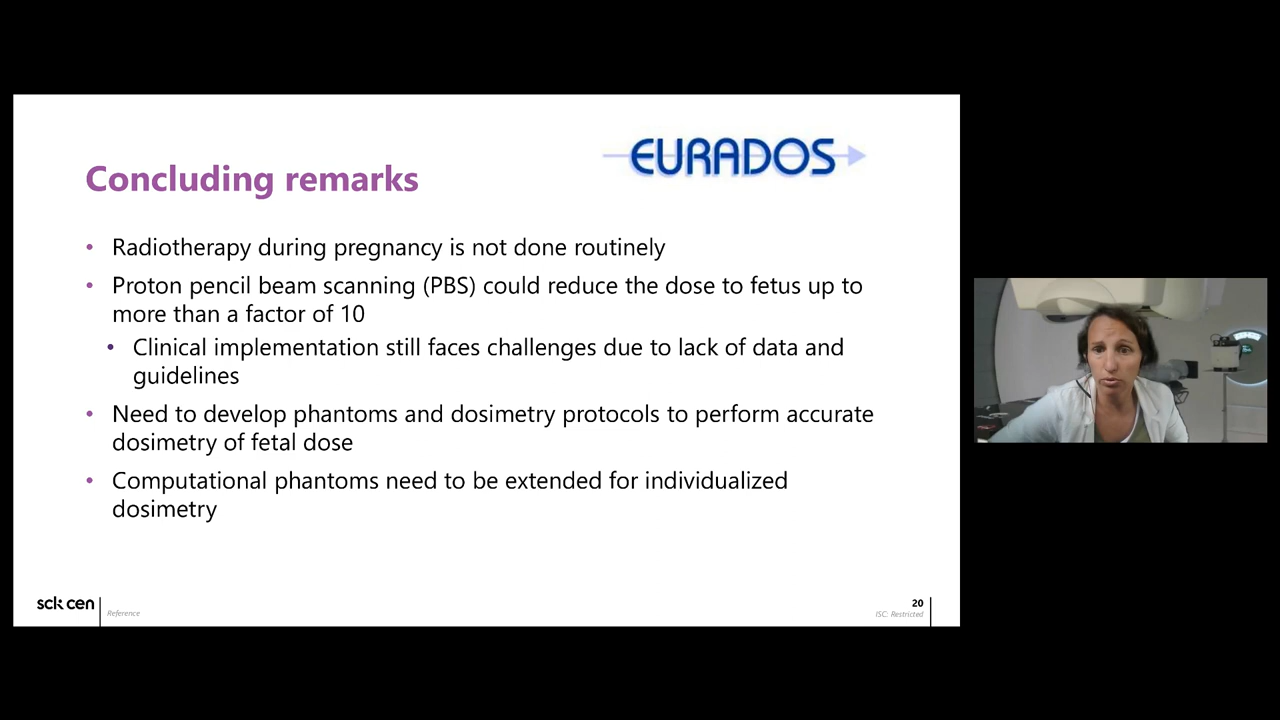 EURADOS
Concluding remarks
• Radiotherapy during pregnancy is not done routinely
• Proton pencil beam scanning (PBS) could reduce the dose to fetus up to
more than a factor of 10
• Clinical implementation still faces challenges due to lack of data and
guidelines
• Need to develop phantoms and dosimetry protocols to perform accurate
dosimetry of fetal dose
• Computational phantoms need to be extended for individualized
dosimetry
sck cen
Reference
20
ISC: Restricted